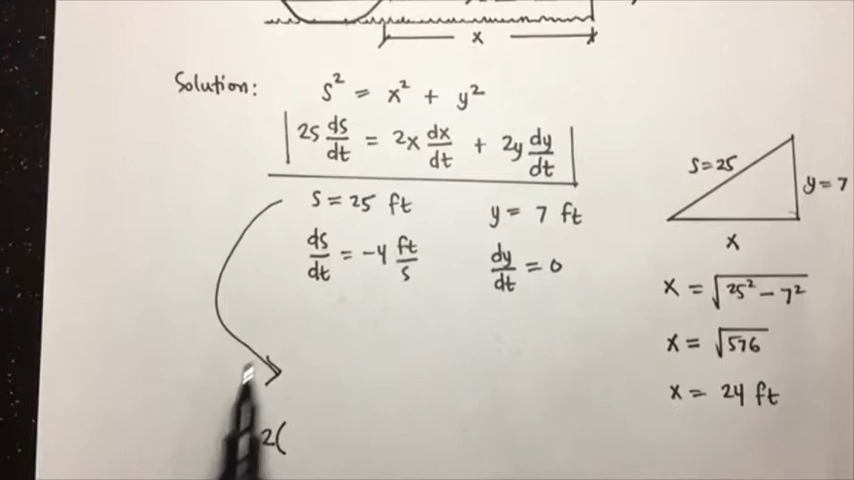 x
Solution: s² = x² + y²
2s ds/dt = 2x dx/dt + 2y dy/dt
s = 25 ft y = 7 ft
ds/dt = -4 ft/s dy/dt = 0
2(
s=25
y=7
x
x = √25² - 7²
x = √576
x = 24 ft